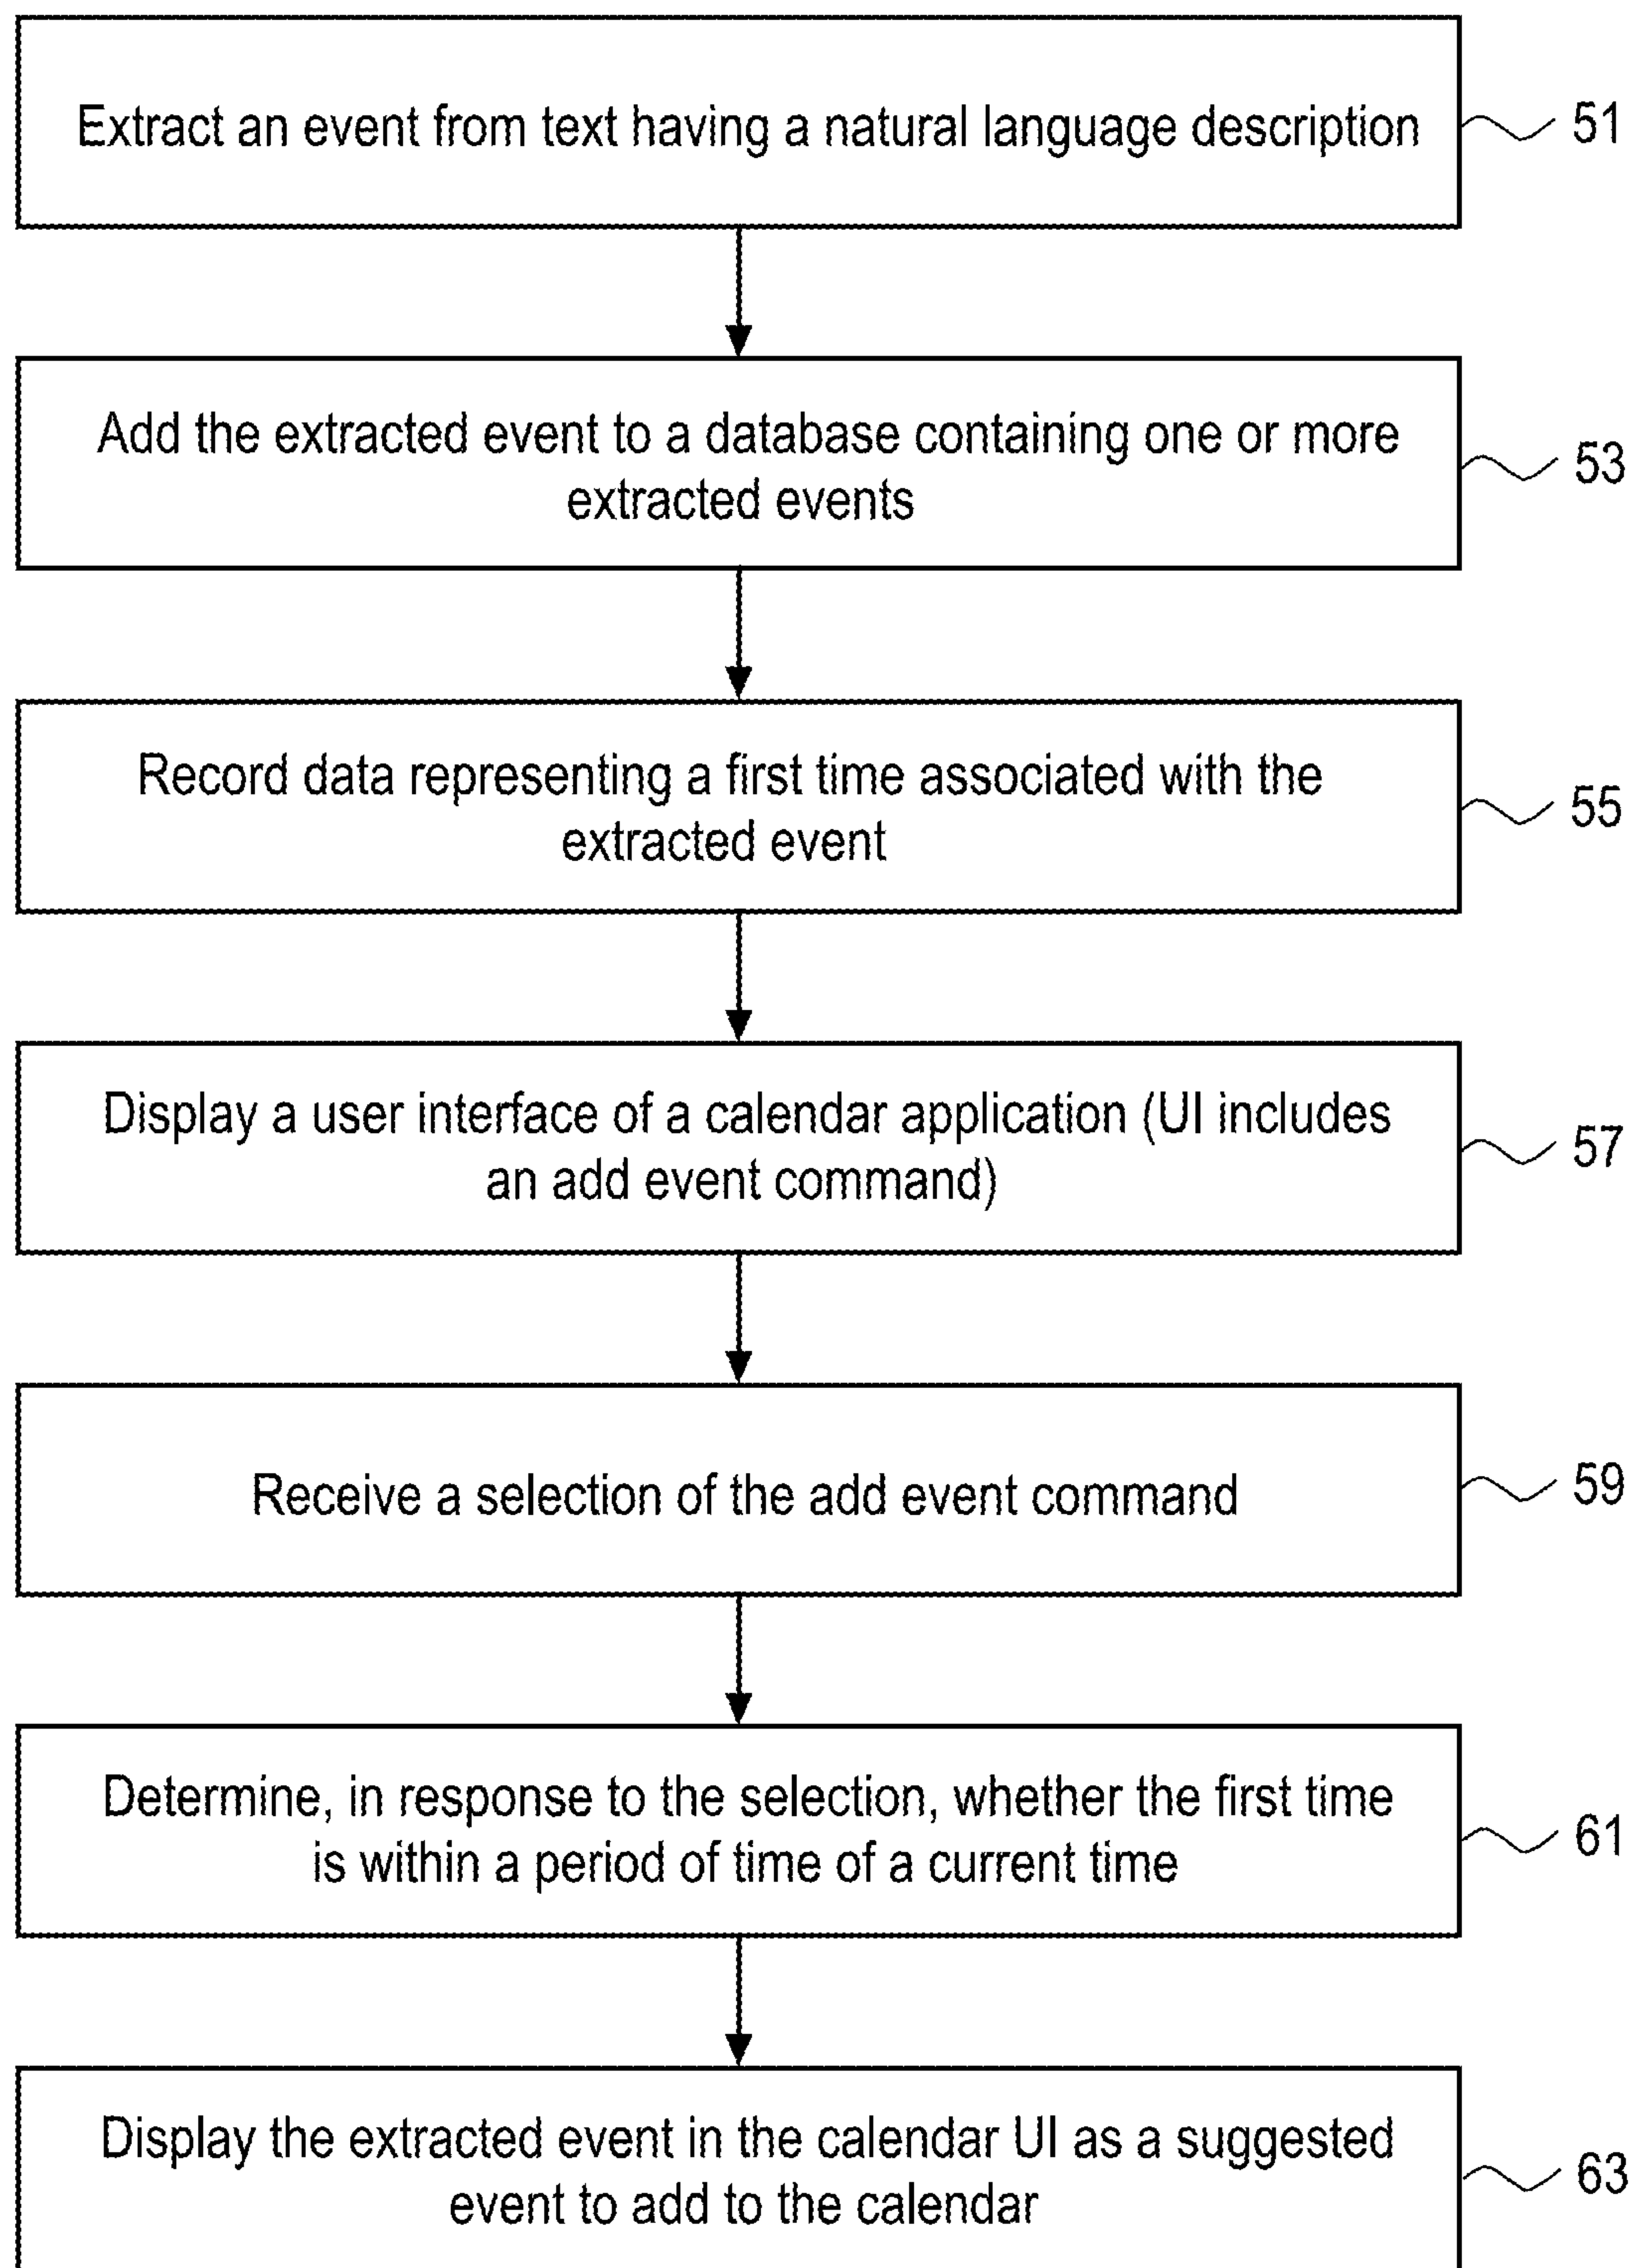 Extract an event from text having a natural language description
51
Add the extracted event to a database containing one or more
extracted events
53
Record data representing a first time associated with the
extracted event
55
Display a user interface of a calendar application (UI includes
an add event command)
57
Receive a selection of the add event command
59
Determine, in response to the selection, whether the first time
is within a period of time of a current time
61
Display the extracted event in the calendar UI as a suggested
event to add to the calendar
63